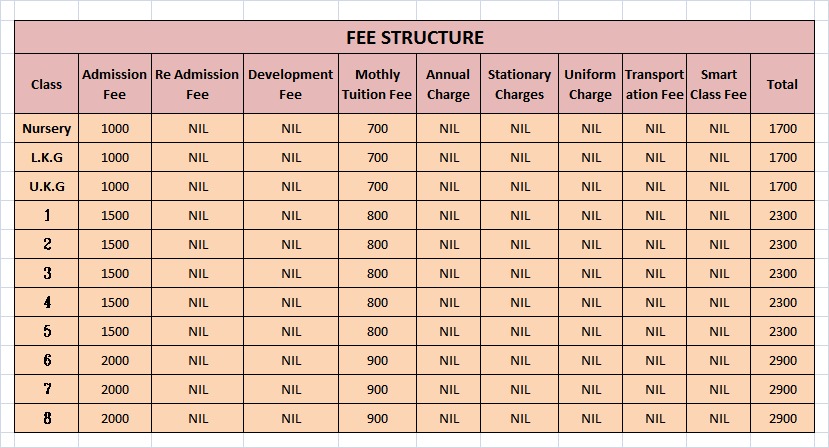 FEE STRUCTURE
Class Admission Fee Re Admission Fee Development Fee Mothly Tuition Fee Annual Charge Stationary Charges Uniform Charge Transport ation Fee Smart Class Fee Total
Nursery 1000 NIL NIL 700 NIL NIL NIL NIL NIL 1700
L.K.G 1000 NIL NIL 700 NIL NIL NIL NIL NIL 1700
U.K.G 1000 NIL NIL 700 NIL NIL NIL NIL NIL 1700
1 1500 NIL NIL 800 NIL NIL NIL NIL NIL 2300
2 1500 NIL NIL 800 NIL NIL NIL NIL NIL 2300
3 1500 NIL NIL 800 NIL NIL NIL NIL NIL 2300
4 1500 NIL NIL 800 NIL NIL NIL NIL NIL 2300
5 1500 NIL NIL 800 NIL NIL NIL NIL NIL 2300
6 2000 NIL NIL 900 NIL NIL NIL NIL NIL 2900
7 2000 NIL NIL 900 NIL NIL NIL NIL NIL 2900
8 2000 NIL NIL 900 NIL NIL NIL NIL NIL 2900